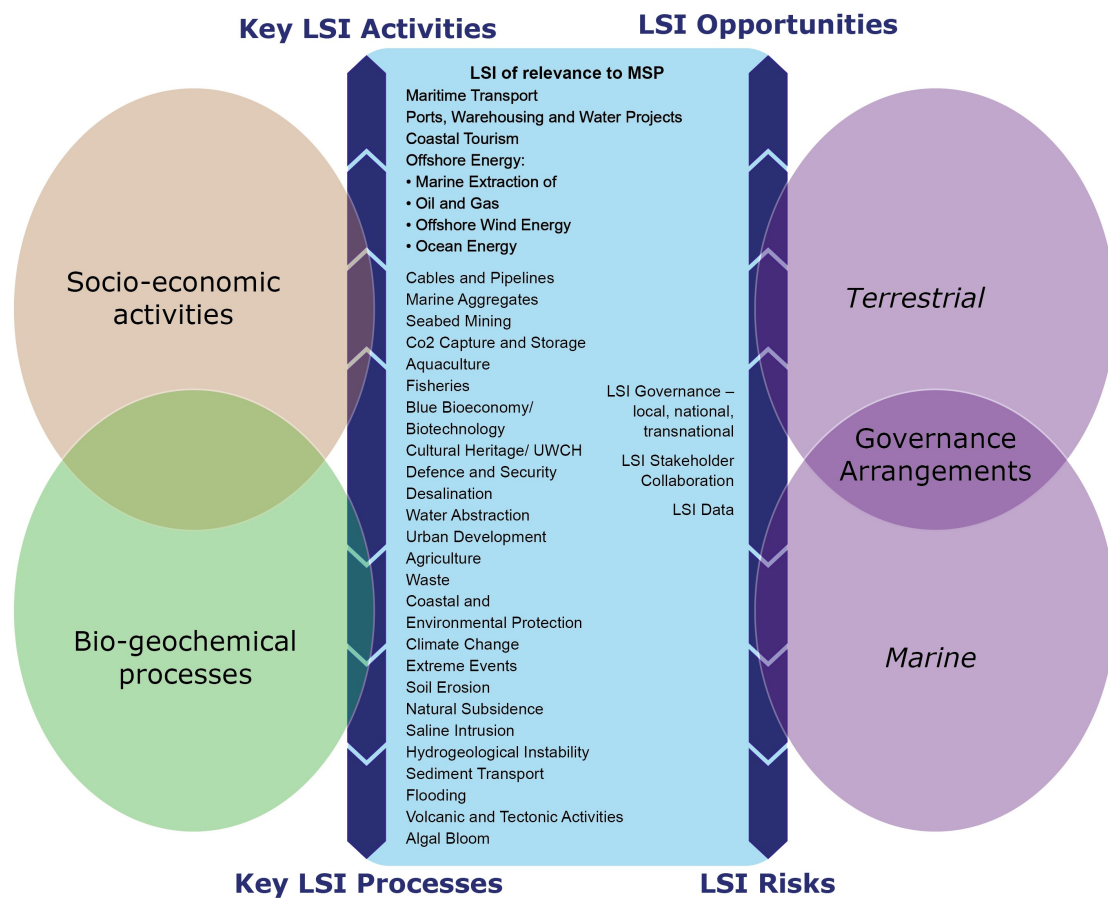 Key LSI Activities
LSI Opportunities
LSI of relevance to MSP
Maritime Transport
Ports, Warehousing and Water Projects
Coastal Tourism
Offshore Energy:
• Marine Extraction of
• Oil and Gas
• Offshore Wind Energy
• Ocean Energy
Cables and Pipelines
Marine Aggregates
Seabed Mining
Co2 Capture and Storage
Aquaculture
Fisheries
Blue Bioeconomy/
Biotechnology
Cultural Heritage/ UWCH
Defence and Security
Desalination
Water Abstraction
Urban Development
Agriculture
Waste
Coastal and
Environmental Protection
Climate Change
Extreme Events
Soil Erosion
Natural Subsidence
Saline Intrusion
Hydrogeological Instability
Sediment Transport
Flooding
Volcanic and Tectonic Activities
Algal Bloom
LSI Governance –
local, national,
transnational
LSI Stakeholder
Collaboration
LSI Data
Socio-economic
activities
Bio-geochemical
processes
Terrestrial
Governance
Arrangements
Marine
Key LSI Processes
LSI Risks